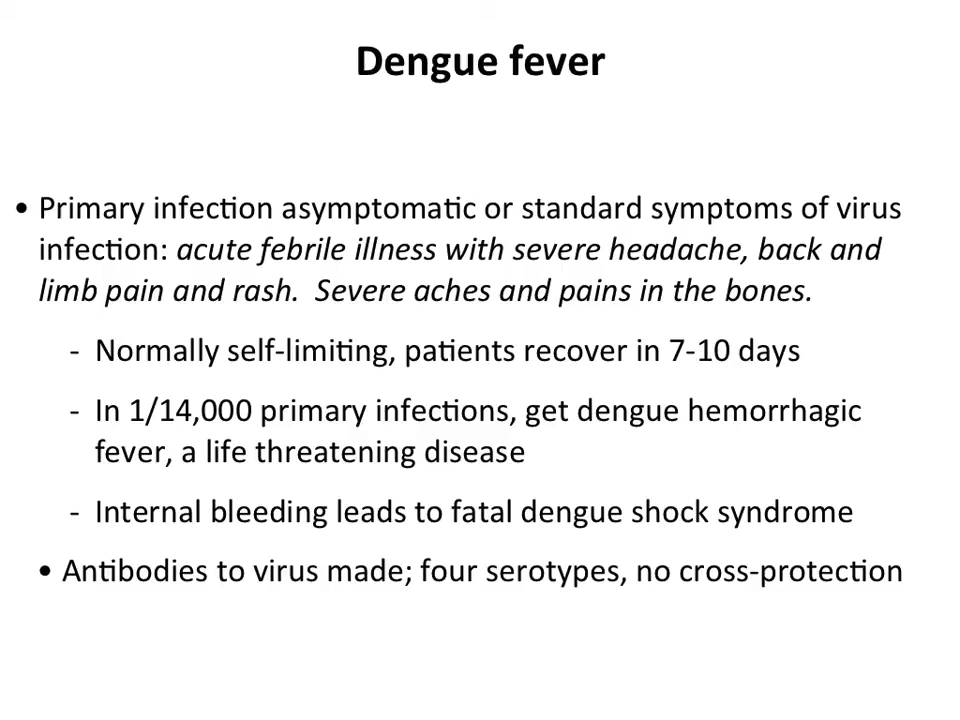 Dengue fever
• Primary infection asymptomatic or standard symptoms of virus
infection: acute febrile illness with severe headache, back and
limb pain and rash.  Severe aches and pains in the bones.
- Normally self-limiting, patients recover in 7-10 days
- In 1/14,000 primary infections, get dengue hemorrhagic
fever, a life threatening disease
- Internal bleeding leads to fatal dengue shock syndrome
• Antibodies to virus made; four serotypes, no cross-protection